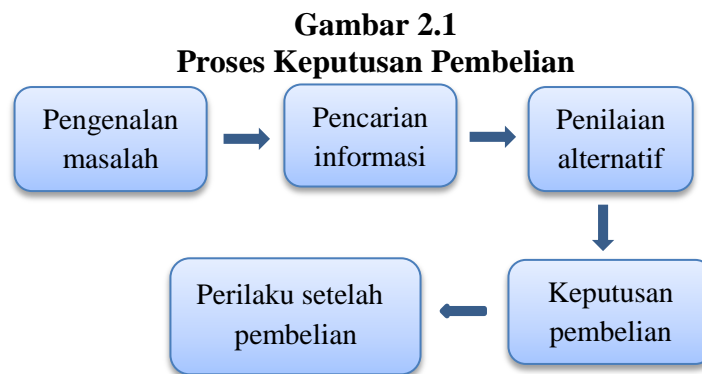 Gambar 2.1
Proses Keputusan Pembelian
Pengenalan
masalah
Pencarian
informasi
Penilaian
alternatif
Keputusan
pembelian
Perilaku setelah
pembelian